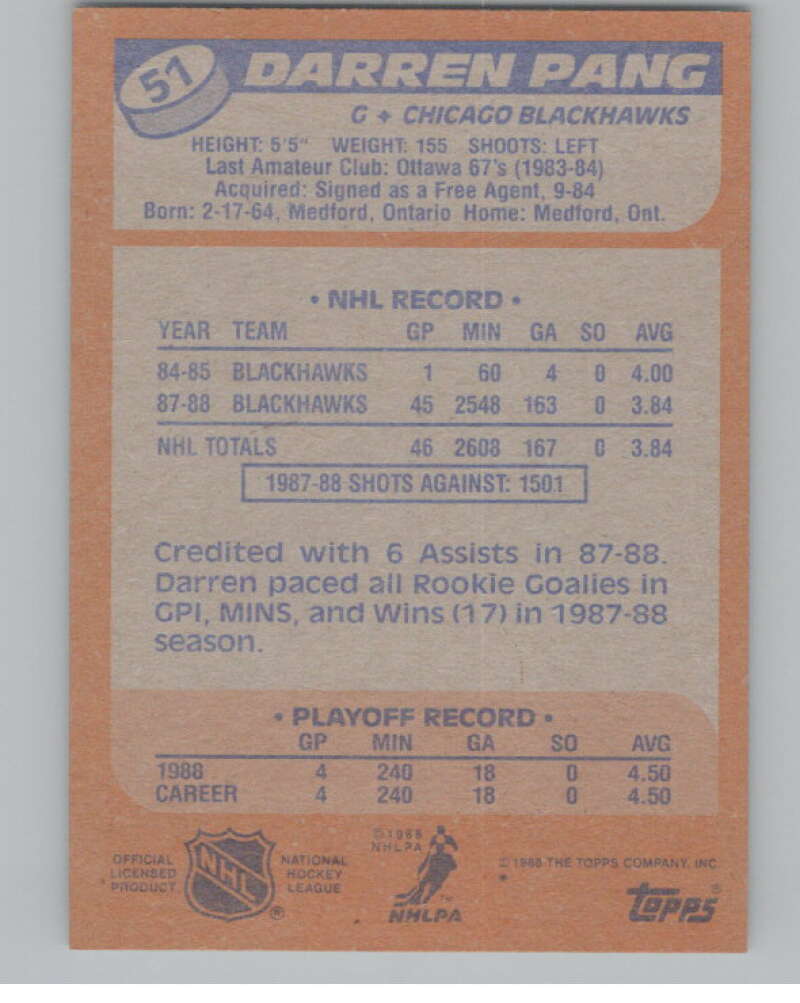 51
DARREN PANG
G ✦ CHICAGO BLACKHAWKS
HEIGHT: 5'5" WEIGHT: 155 SHOOTS: LEFT
Last Amateur Club: Ottawa 67's (1983-84)
Acquired: Signed as a Free Agent, 9-84
Born: 2-17-64, Medford, Ontario Home: Medford, Ont.
• NHL RECORD •
YEAR TEAM GP MIN GA SO AVG
84-85 BLACKHAWKS 1 60 4 0 4.00
87-88 BLACKHAWKS 45 2548 163 0 3.84
NHL TOTALS 46 2608 167 0 3.84
1987-88 SHOTS AGAINST: 1501
Credited with 6 Assists in 87-88.
Darren paced all Rookie Goalies in
GPI, MINS, and Wins (17) in 1987-88
season.
• PLAYOFF RECORD •
GP MIN GA SO AVG
1988 4 240 18 0 4.50
CAREER 4 240 18 0 4.50
OFFICIAL
LICENSED
PRODUCT
NHL
®
NATIONAL
HOCKEY
LEAGUE
© 1988
NHLPA
™
NHLPA
© 1988 THE TOPPS COMPANY, INC
*
topps®